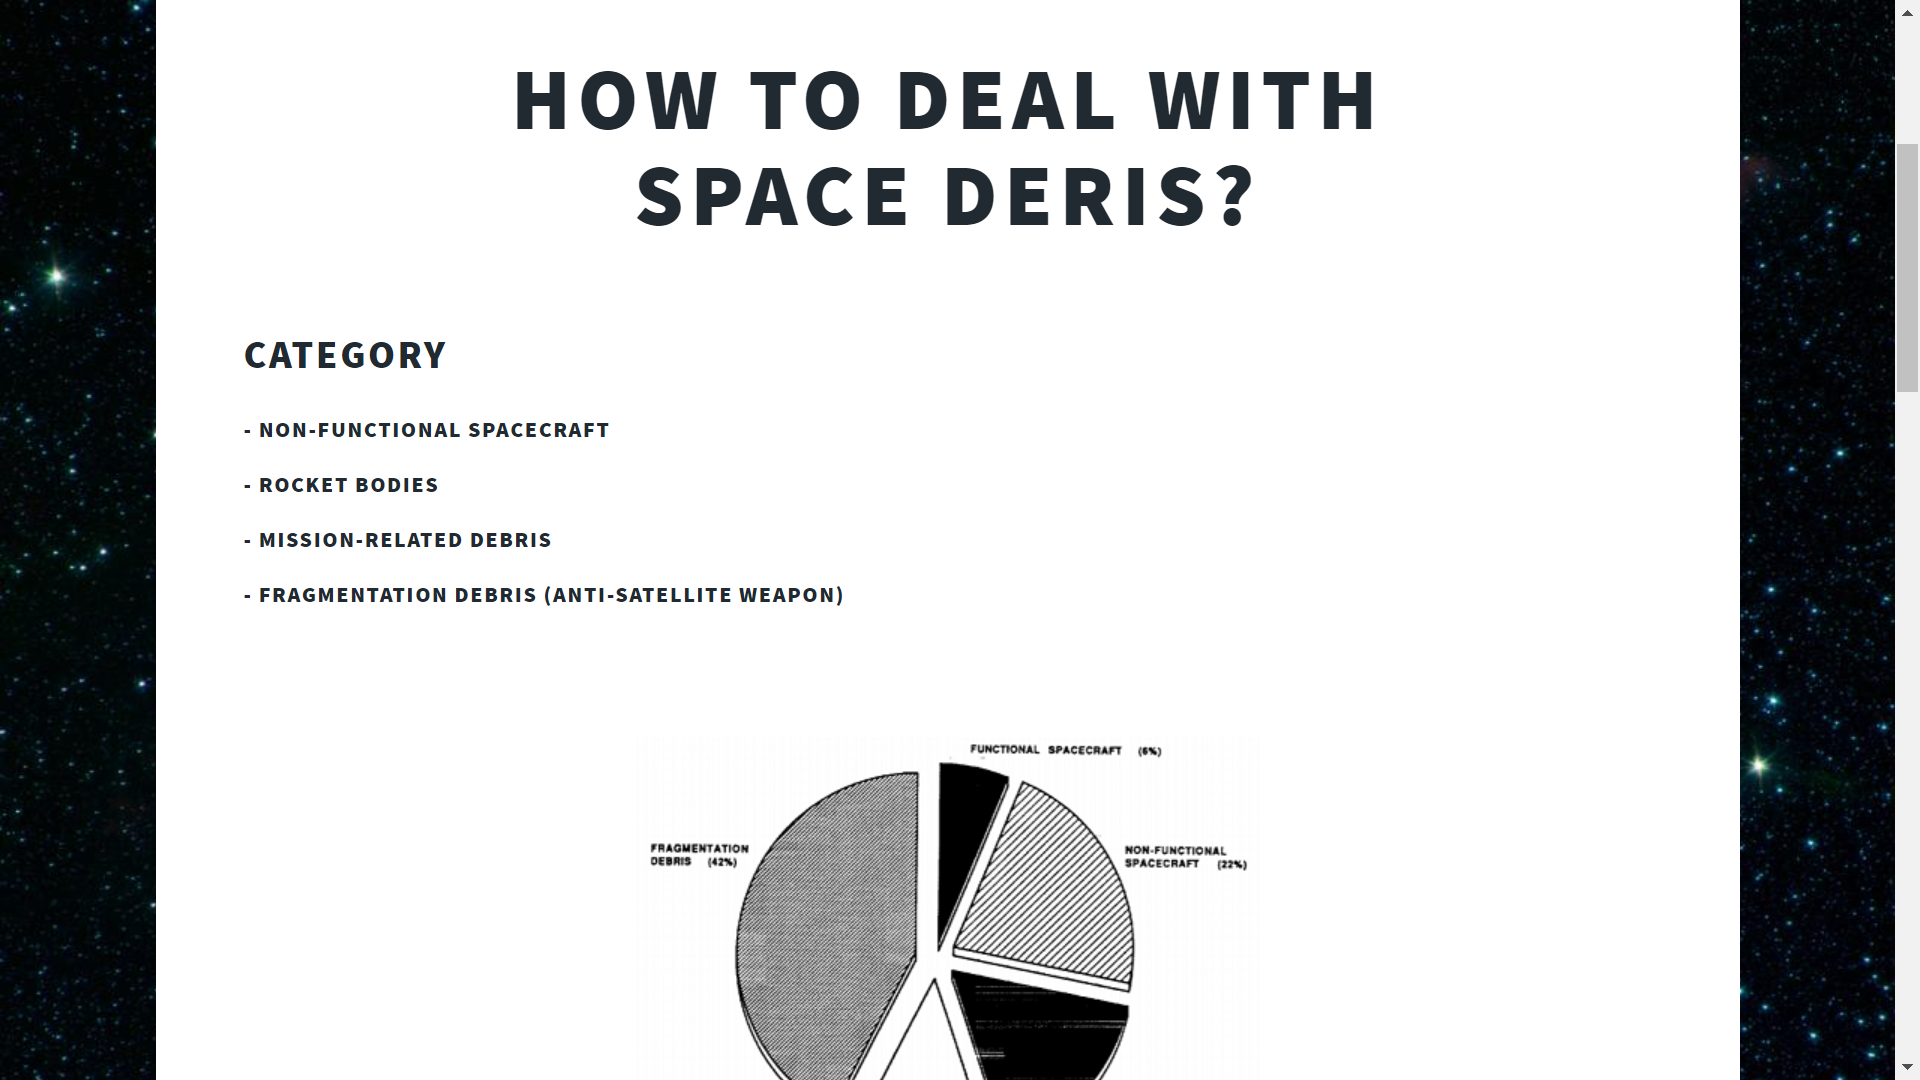 HOW TO DEAL WITH
SPACE DERIS?
CATEGORY
- NON-FUNCTIONAL SPACECRAFT
- ROCKET BODIES
- MISSION-RELATED DEBRIS
- FRAGMENTATION DEBRIS (ANTI-SATELLITE WEAPON)
FUNCTIONAL SPACECRAFT (6%)
FRAGMENTATION
DEBRIS (42%)
NON-FUNCTIONAL
SPACECRAFT (22%)